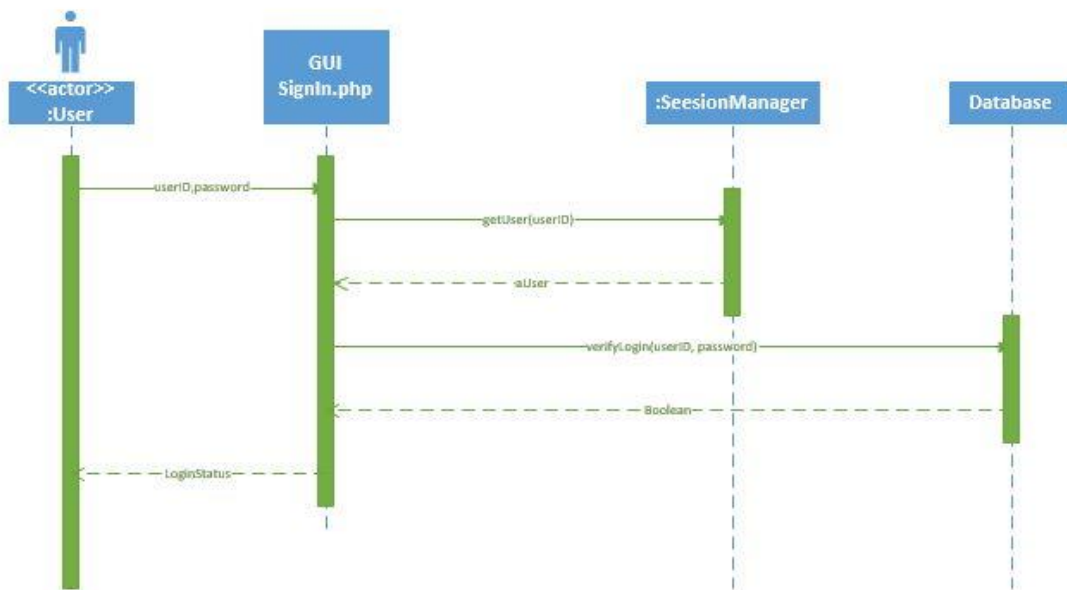 <<actor>>
:User
GUI
SignIn.php
:SeesionManager
Database
userID,password
getUser(userID)
aUser
verifyLogin(userID, password)
Boolean
LoginStatus